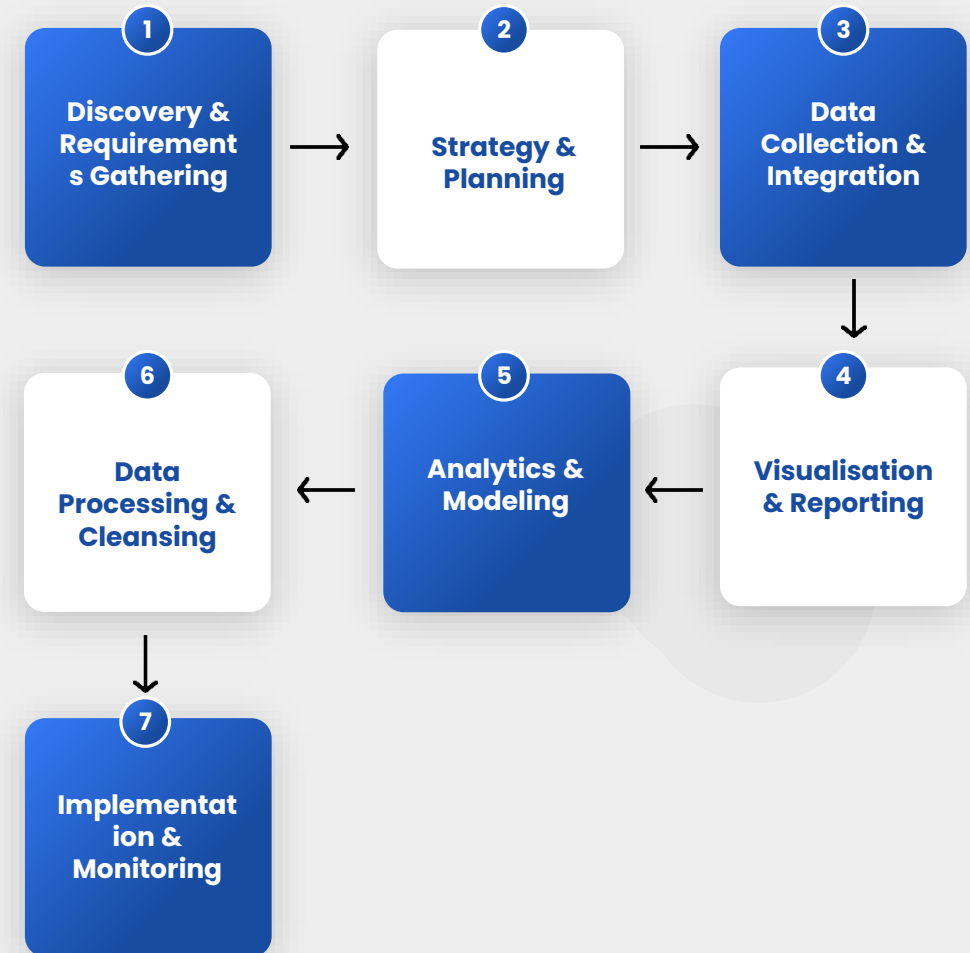 1
Discovery &
Requirement
s Gathering
2
Strategy &
Planning
3
Data
Collection &
Integration
4
Visualisation
& Reporting
5
Analytics &
Modeling
6
Data
Processing &
Cleansing
7
Implementat
ion &
Monitoring